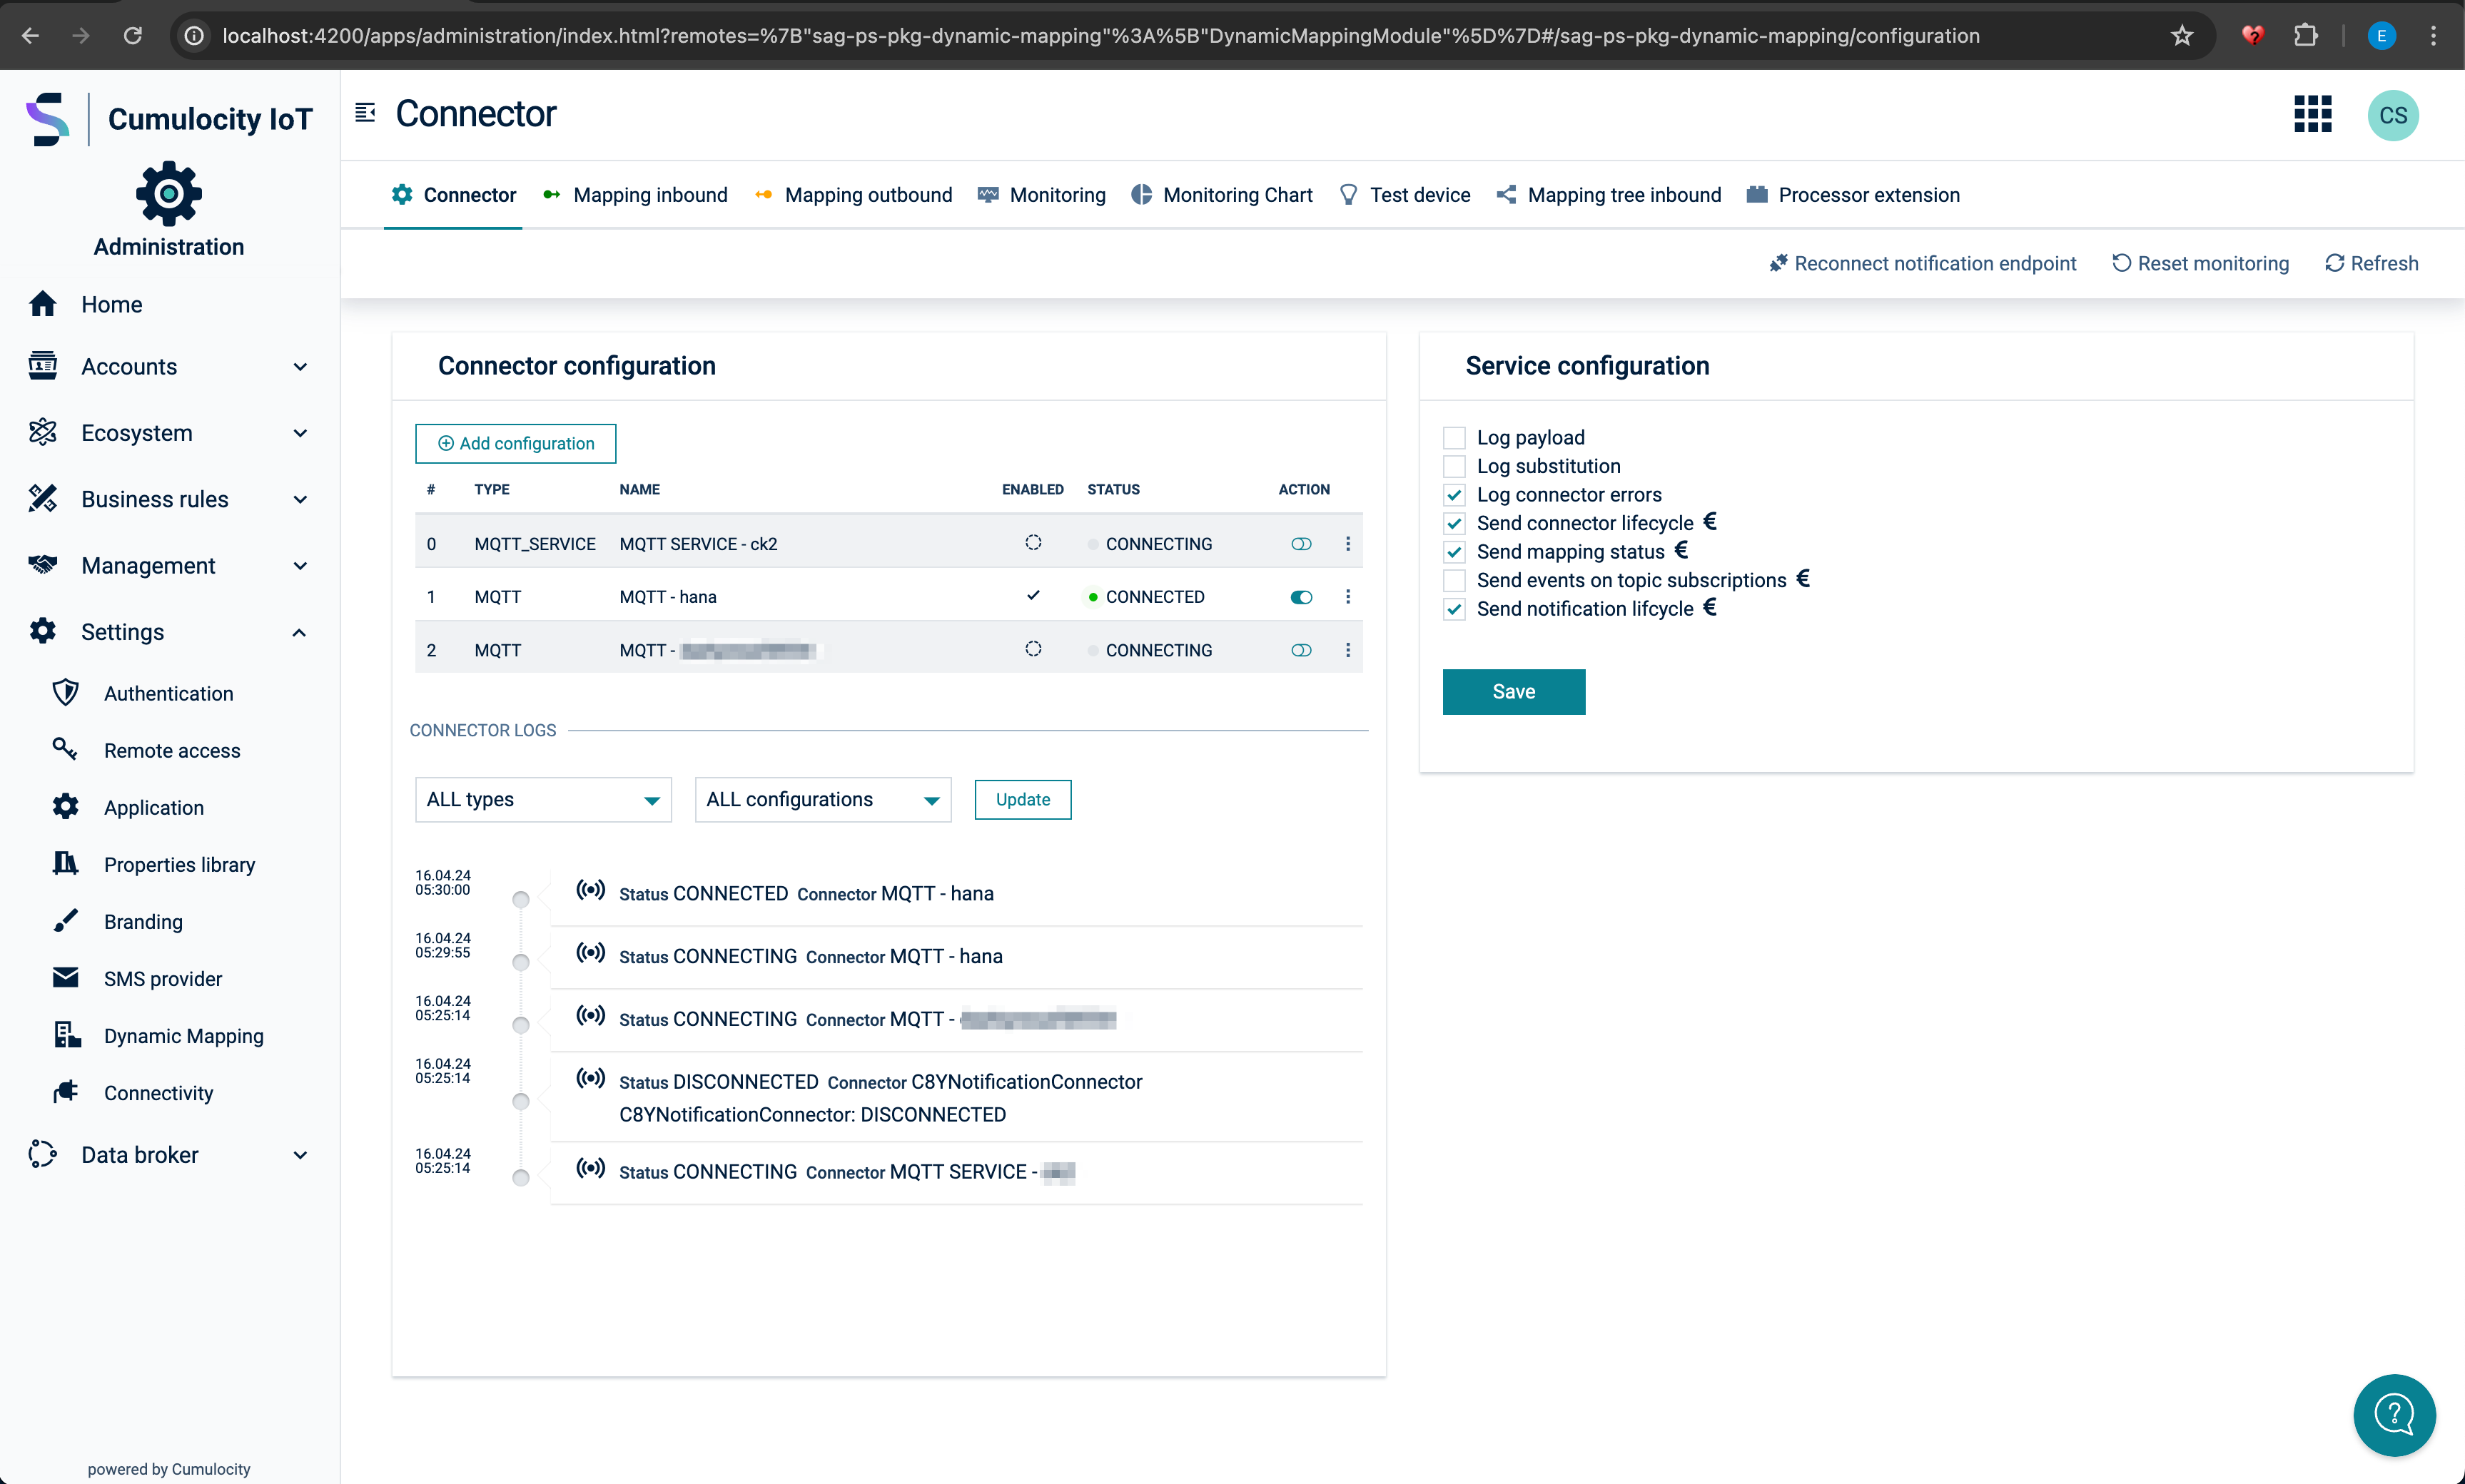 localhost:4200/apps/administration/index.html?remotes=%7B"sag-ps-pkg-dynamic-mapping"%3A%5B"DynamicMappingModule"%5D%7D#/sag-ps-pkg-dynamic-mapping/configuration
E
Cumulocity IoT
Administration
Home
Accounts
Ecosystem
Business rules
Management
Settings
Authentication
Remote access
Application
Properties library
Branding
SMS provider
Dynamic Mapping
Connectivity
Data broker
powered by Cumulocity
Connector
CS
Connector Mapping inbound Mapping outbound Monitoring Monitoring Chart Test device Mapping tree inbound Processor extension
Reconnect notification endpoint Reset monitoring Refresh
Connector configuration
Add configuration
# TYPE NAME ENABLED STATUS ACTION
0 MQTT_SERVICE MQTT SERVICE - ck2 CONNECTING
1 MQTT MQTT - hana CONNECTED
2 MQTT MQTT - CONNECTING
CONNECTOR LOGS
ALL types ALL configurations Update
16.04.24
05:30:00
Status CONNECTED Connector MQTT - hana
16.04.24
05:29:55
Status CONNECTING Connector MQTT - hana
16.04.24
05:25:14
Status CONNECTING Connector MQTT -
16.04.24
05:25:14
Status DISCONNECTED Connector C8YNotificationConnector
C8YNotificationConnector: DISCONNECTED
16.04.24
05:25:14
Status CONNECTING Connector MQTT SERVICE -
Service configuration
Log payload
Log substitution
Log connector errors
Send connector lifecycle €
Send mapping status €
Send events on topic subscriptions €
Send notification lifcycle €
Save